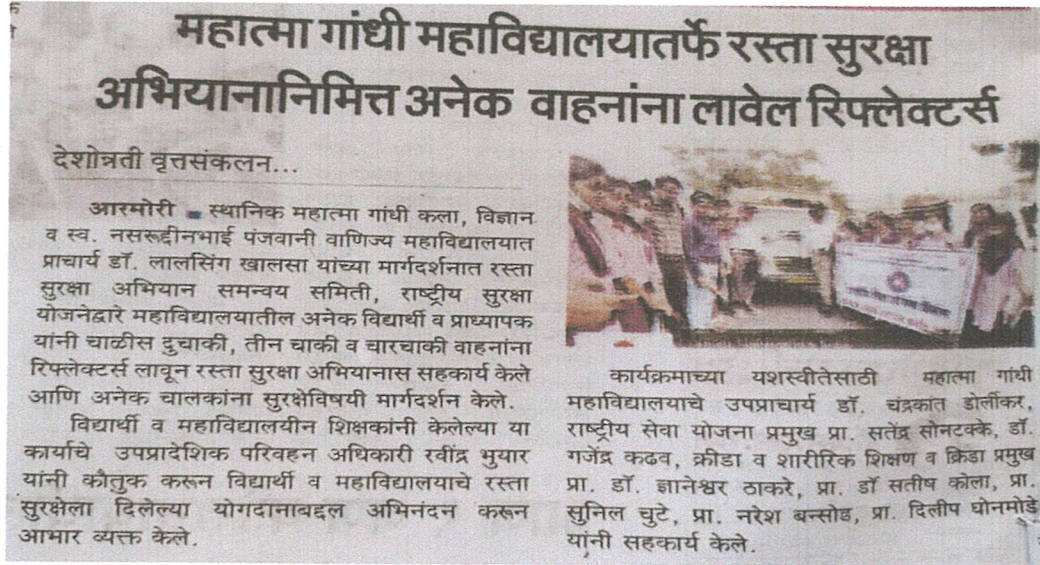 महात्मा गांधी महाविद्यालयातर्फे रस्ता सुरक्षा
अभियानानिमित्त अनेक वाहनांना लावेल रिफ्लेक्टर्स
देशोन्नती वृत्तसंकलन...
आरमोरी स्थानिक महात्मा गांधी कला, विज्ञान
व स्व. नसरूद्दीनभाई पंजवानी वाणिज्य महाविद्यालयात
प्राचार्य डॉ. लालसिंग खालसा यांच्या मार्गदर्शनात रस्ता
सुरक्षा अभियान समन्वय समिती, राष्ट्रीय सुरक्षा
योजनेद्वारे महाविद्यालयातील अनेक विद्यार्थी व प्राध्यापक
यांनी चाळीस दुचाकी, तीन चाकी व चारचाकी वाहनांना
रिफ्लेक्टर्स लावून रस्ता सुरक्षा अभियानास सहकार्य केले
आणि अनेक चालकांना सुरक्षेविषयी मार्गदर्शन केले.
विद्यार्थी व महाविद्यालयीन शिक्षकांनी केलेल्या या
कार्याचे उपप्रादेशिक परिवहन अधिकारी रवींद्र भुयार
यांनी कौतुक करून विद्यार्थी व महाविद्यालयाचे रस्ता
सुरक्षेला दिलेल्या योगदानाबद्दल अभिनंदन करून
आभार व्यक्त केले.
कार्यक्रमाच्या यशस्वीतेसाठी महात्मा गांधी
महाविद्यालयाचे उपप्राचार्य डॉ. चंद्रकांत डोर्लीकर,
राष्ट्रीय सेवा योजना प्रमुख प्रा. सतेंद्र सोनटक्के, डॉ.
गजेंद्र कढव, क्रीडा व शारीरिक शिक्षण व क्रिडा प्रमुख
प्रा. डॉ. ज्ञानेश्वर ठाकरे, प्रा. डॉ सतीष कोला, प्रा.
सुनिल चुटे, प्रा. नरेश बन्सोड, प्रा. दिलीप घोनमोडे
यांनी सहकार्य केले.